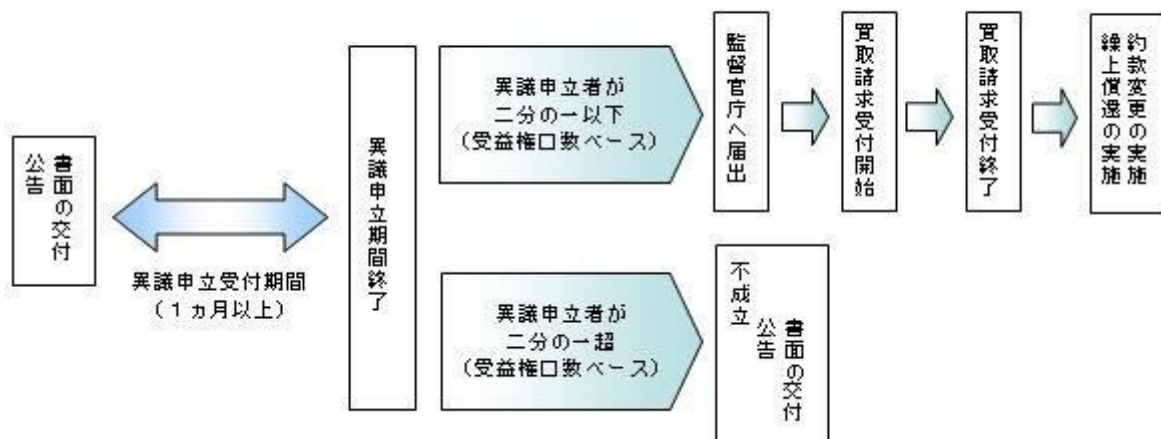 書面の交付
公告
異議申立受付期間
(1ヵ月以上)
異議申立期間終了
異議申立者が
二分の一以下
(受益権口数ベース)
監督官庁へ届出
買取請求受付開始
買取請求受付終了
約款変更の実施
繰上償還の実施
異議申立者が
二分の一超
(受益権口数ベース)
不成立
書面の交付
公告